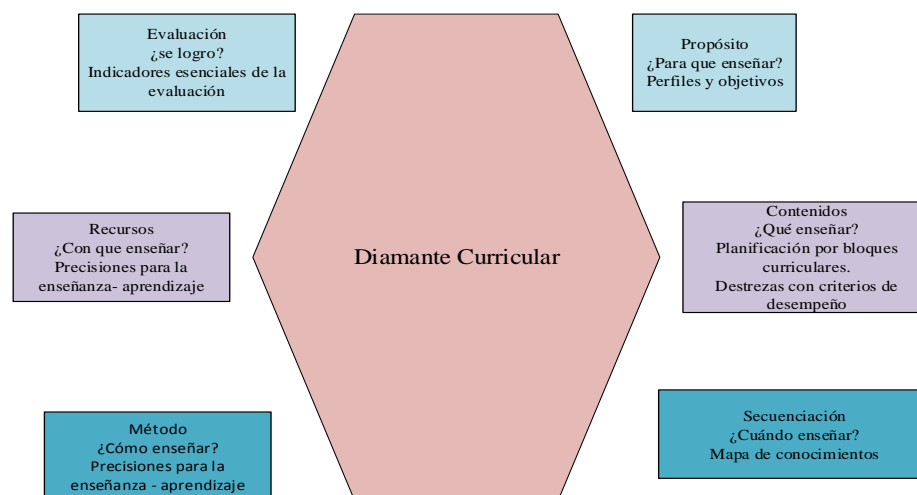 Evaluación
¿se logro?
Indicadores esenciales de la
evaluación
Propósito
¿Para que enseñar?
Perfiles y objetivos
Recursos
¿Con que enseñar?
Precisiones para la
enseñanza- aprendizaje
Diamante Curricular
Contenidos
¿Qué enseñar?
Planificación por bloques
curriculares.
Destrezas con criterios de
desempeño
Método
¿Cómo enseñar?
Precisiones para la
enseñanza - aprendizaje
Secuenciación
¿Cuándo enseñar?
Mapa de conocimientos